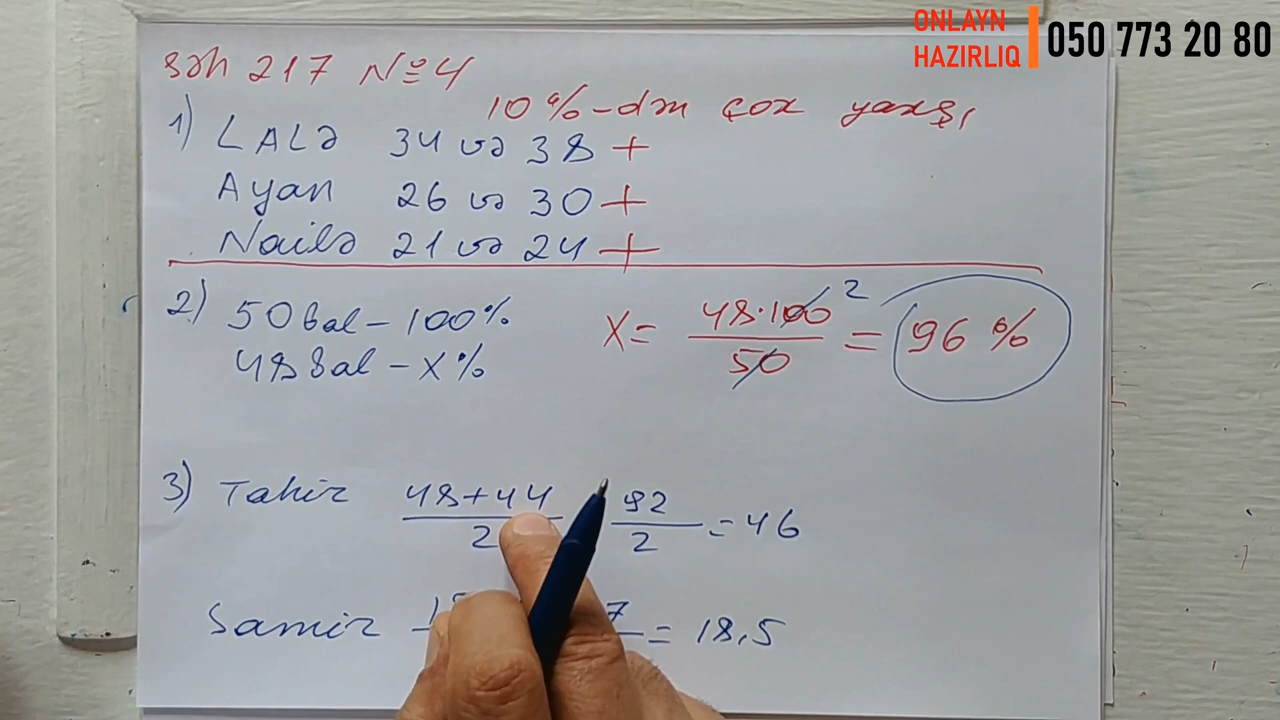 ONLAYN
HAZIRLIQ
050 773 20 80
səh 217 №4
10%-dən çox yaxşı
1) LALə 34 və 38 +
Ayan 26 və 30 +
Nailə 21 və 24 +
2) 50 bal - 100%
48 bal - x%
x = 48·100 2 / 50 = 96%
3) Tahir 48+44 / 2 92 / 2 = 46
Samir = 18,5